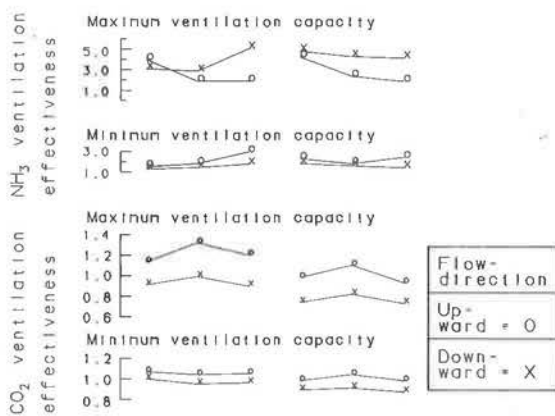 Maximum ventilation capacity
NH3 ventilation
effectiveness
5.0
3.0
1.0
Minimum ventilation capacity
3.0
1.0
Maximum ventilation capacity
CO2 ventilation
effectiveness
1.4
1.2
1.0
0.8
0.6
Minimum ventilation capacity
1.2
1.0
0.8
Flow-
direction
Up-
ward = O
Down-
ward = X